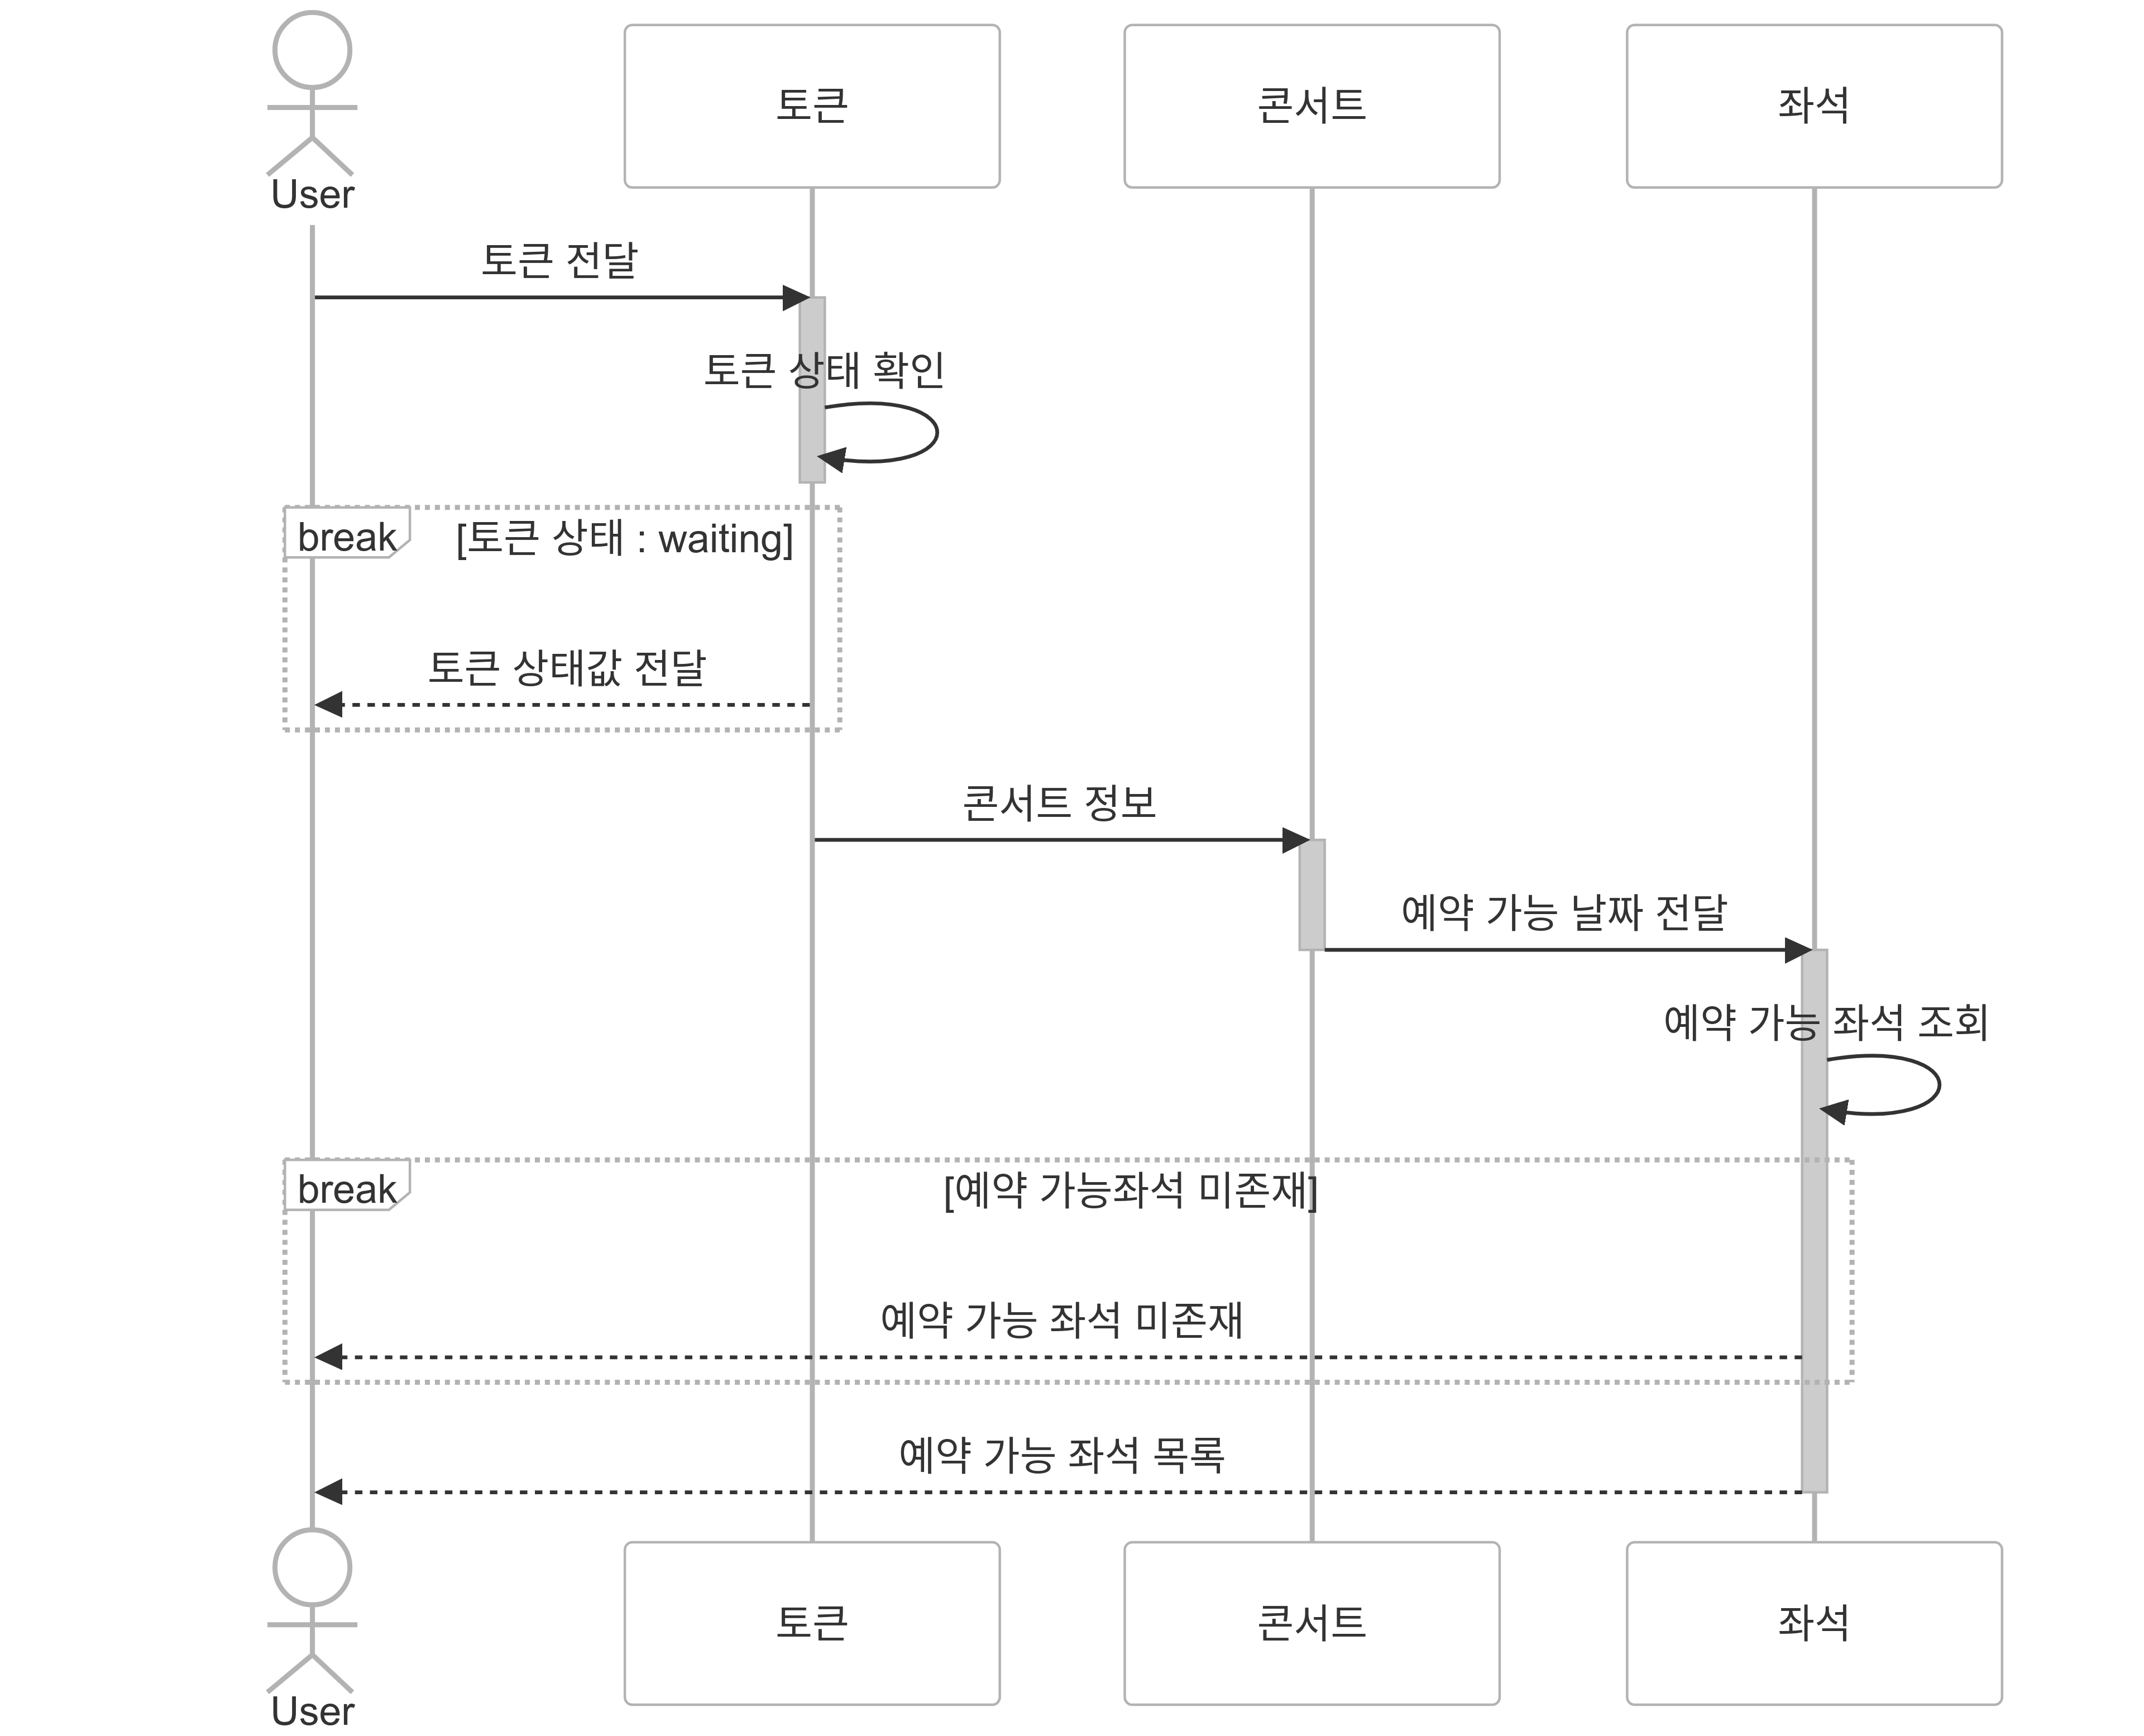 User
토큰
콘서트
좌석
토큰 전달
토큰 상태 확인
break
[토큰 상태 : waiting]
토큰 상태값 전달
콘서트 정보
예약 가능 날짜 전달
예약 가능 좌석 조회
break
[예약 가능좌석 미존재]
예약 가능 좌석 미존재
예약 가능 좌석 목록
User
토큰
콘서트
좌석